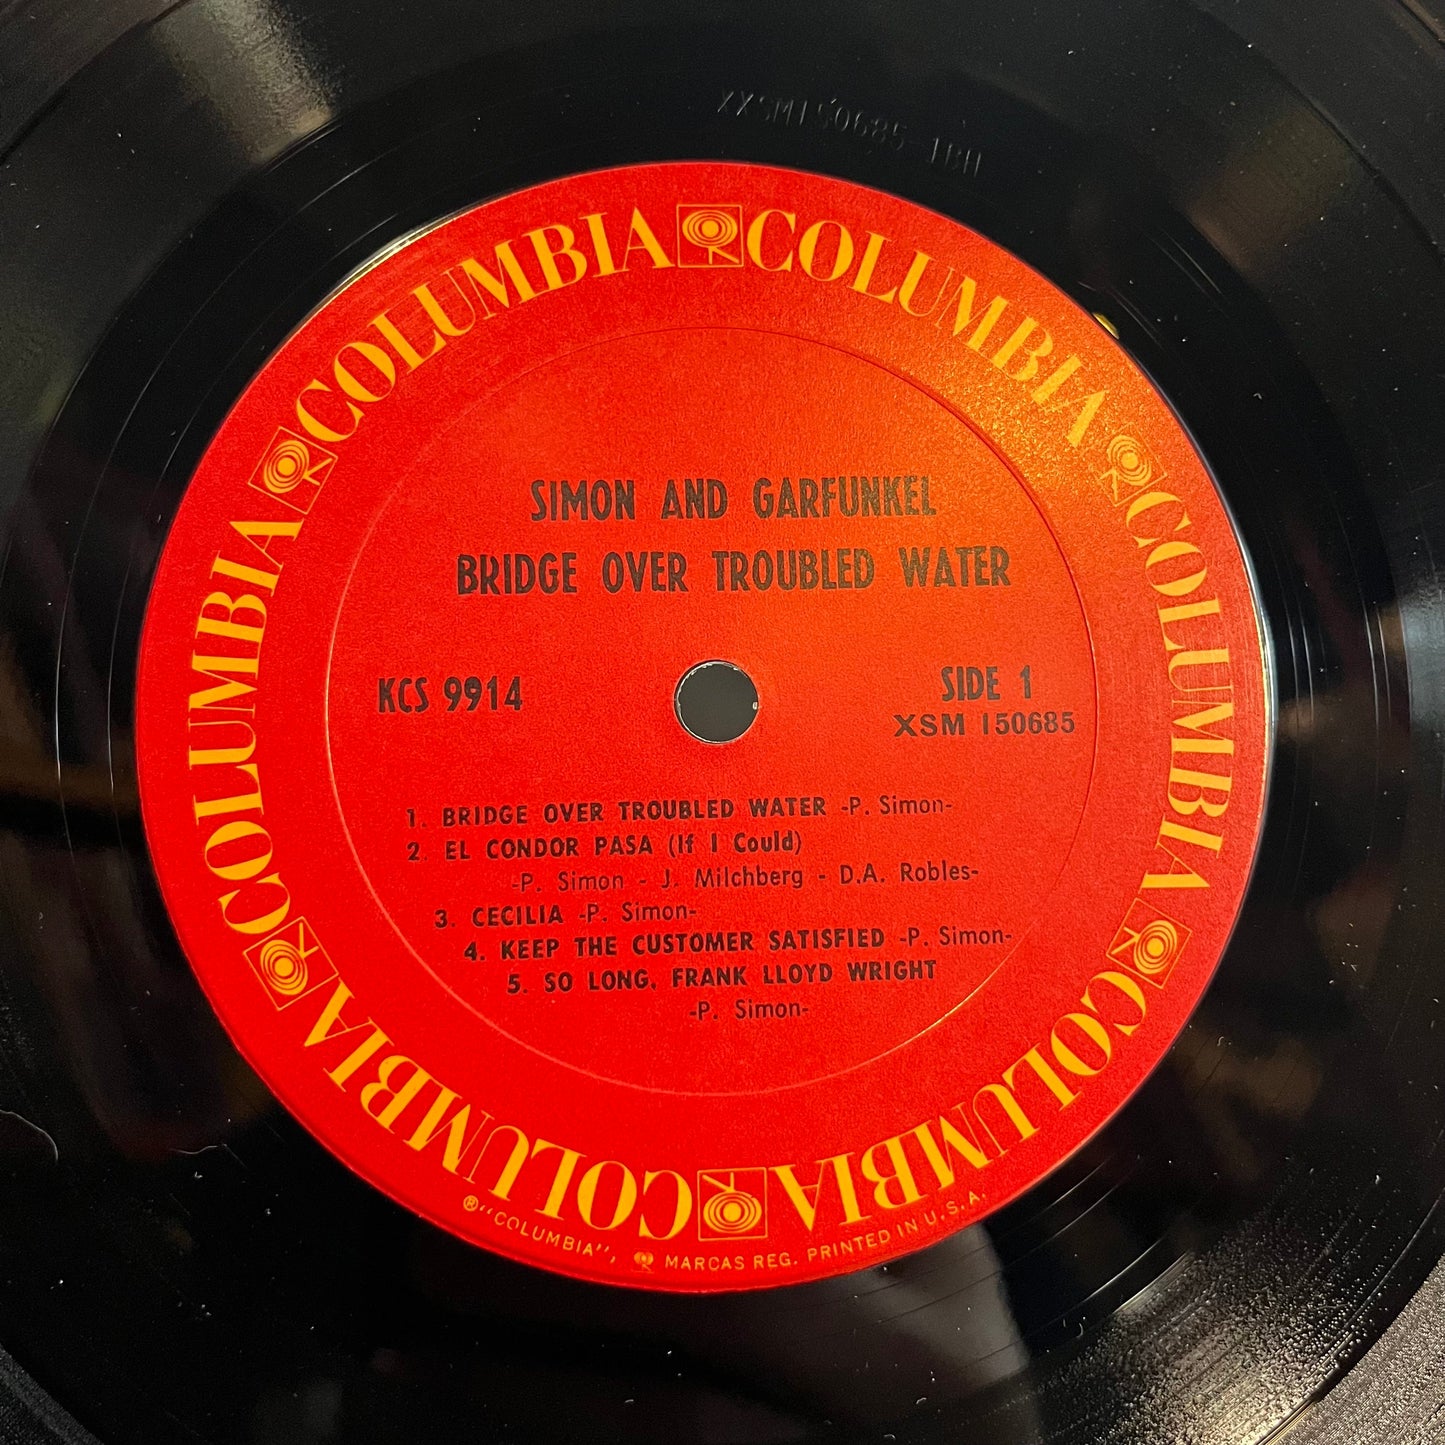 XXSM150685-1BH
COLUMBIA COLUMBIA COLUMBIA COLUMBIA COLUMBIA COLUMBIA
SIMON AND GARFUNKEL
BRIDGE OVER TROUBLED WATER
KCS 9914
SIDE 1
XSM 150685
1. BRIDGE OVER TROUBLED WATER -P. Simon-
2. EL CONDOR PASA (If I Could)
-P. Simon - J. Milchberg - D.A. Robles-
3. CECILIA -P. Simon-
4. KEEP THE CUSTOMER SATISFIED -P. Simon-
5. SO LONG, FRANK LLOYD WRIGHT
-P. Simon-
® "COLUMBIA", MARCAS REG. PRINTED IN U.S.A.